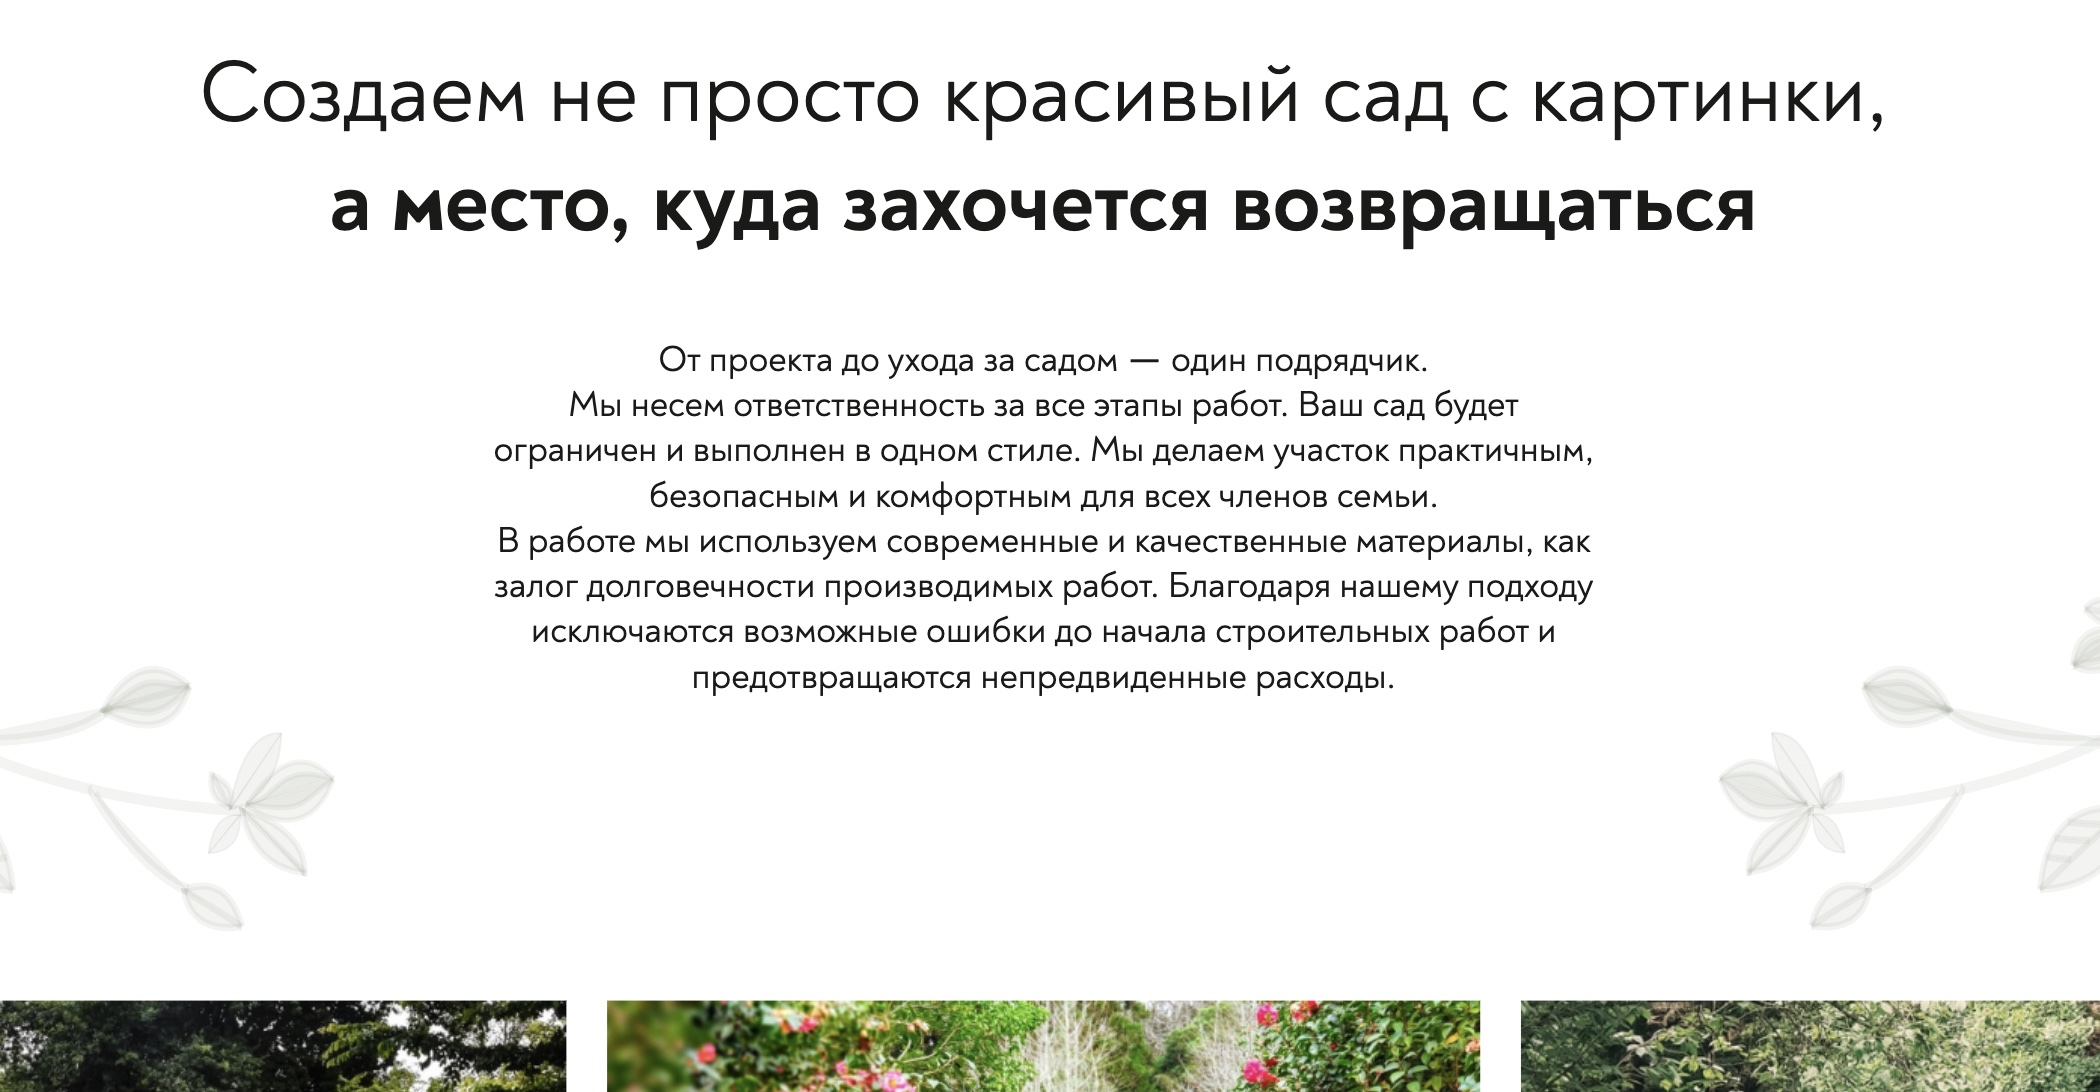 Создаем не просто красивый сад с картинки,
а место, куда захочется возвращаться
От проекта до ухода за садом — один подрядчик.
Мы несем ответственность за все этапы работ. Ваш сад будет
ограничен и выполнен в одном стиле. Мы делаем участок практичным,
безопасным и комфортным для всех членов семьи.
В работе мы используем современные и качественные материалы, как
залог долговечности производимых работ. Благодаря нашему подходу
исключаются возможные ошибки до начала строительных работ и
предотвращаются непредвиденные расходы.